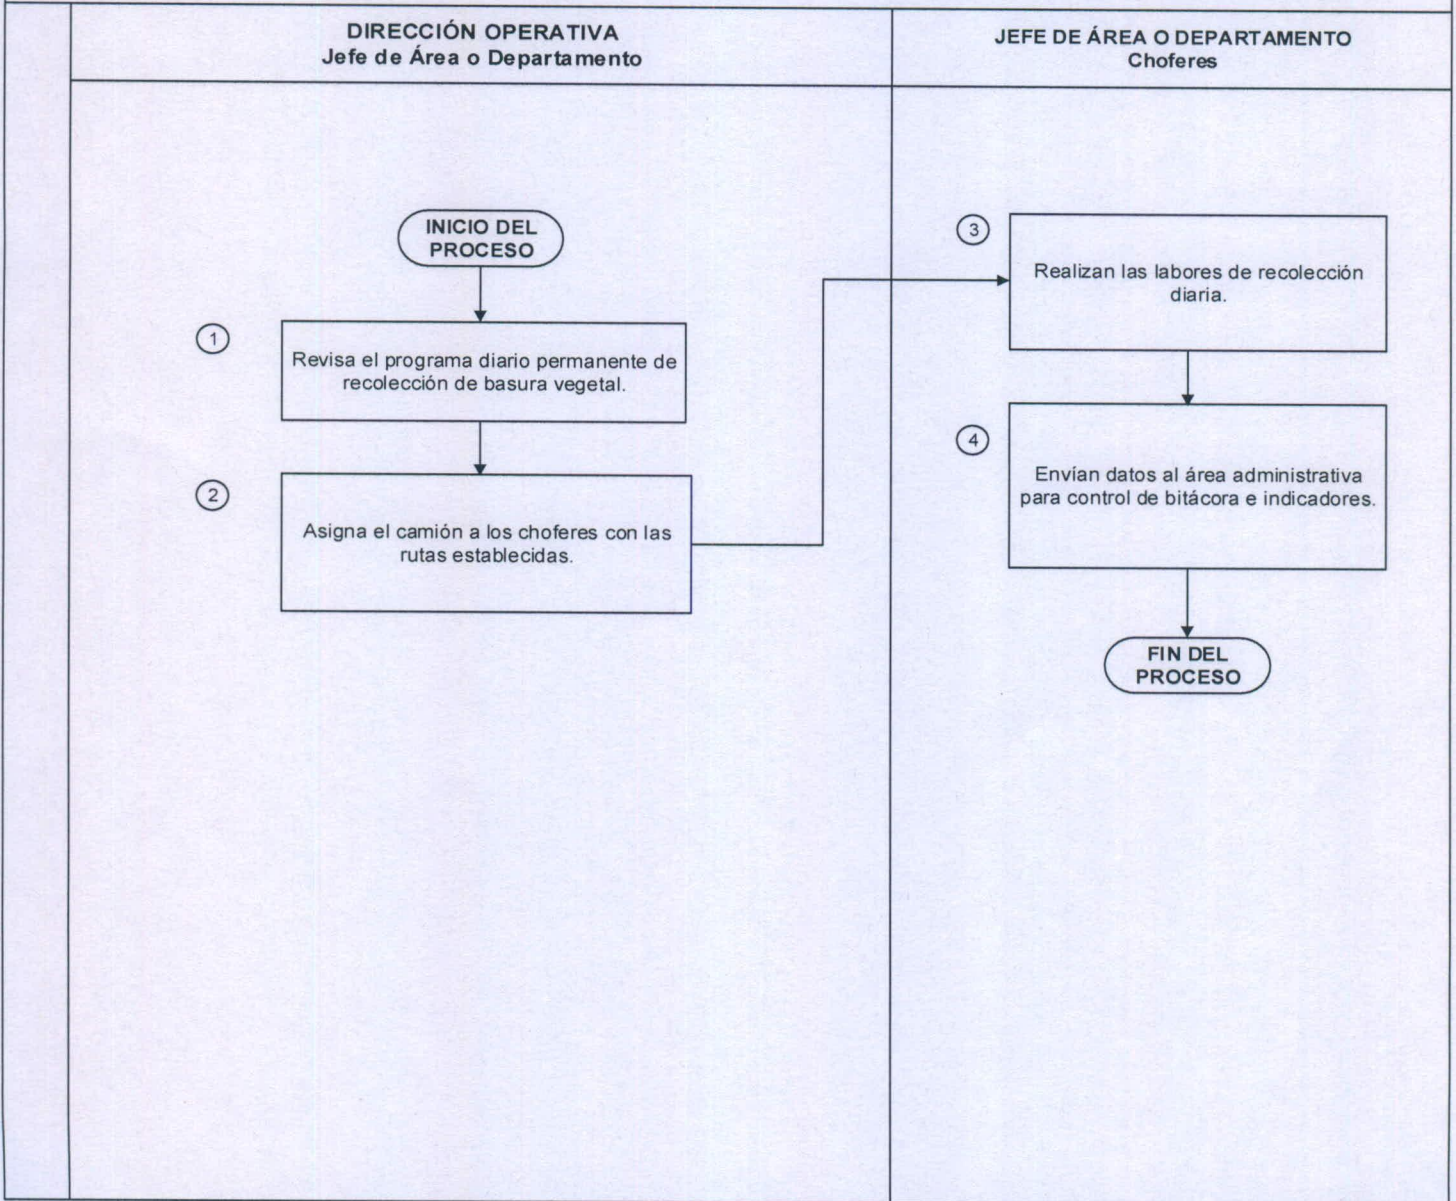 DIRECCIÓN OPERATIVA
Jefe de Área o Departamento
JEFE DE ÁREA O DEPARTAMENTO
Choferes
INICIO DEL
PROCESO
1
Revisa el programa diario permanente de
recolección de basura vegetal.
2
Asigna el camión a los choferes con las
rutas establecidas.
3
Realizan las labores de recolección
diaria.
4
Envían datos al área administrativa
para control de bitácora e indicadores.
FIN DEL
PROCESO